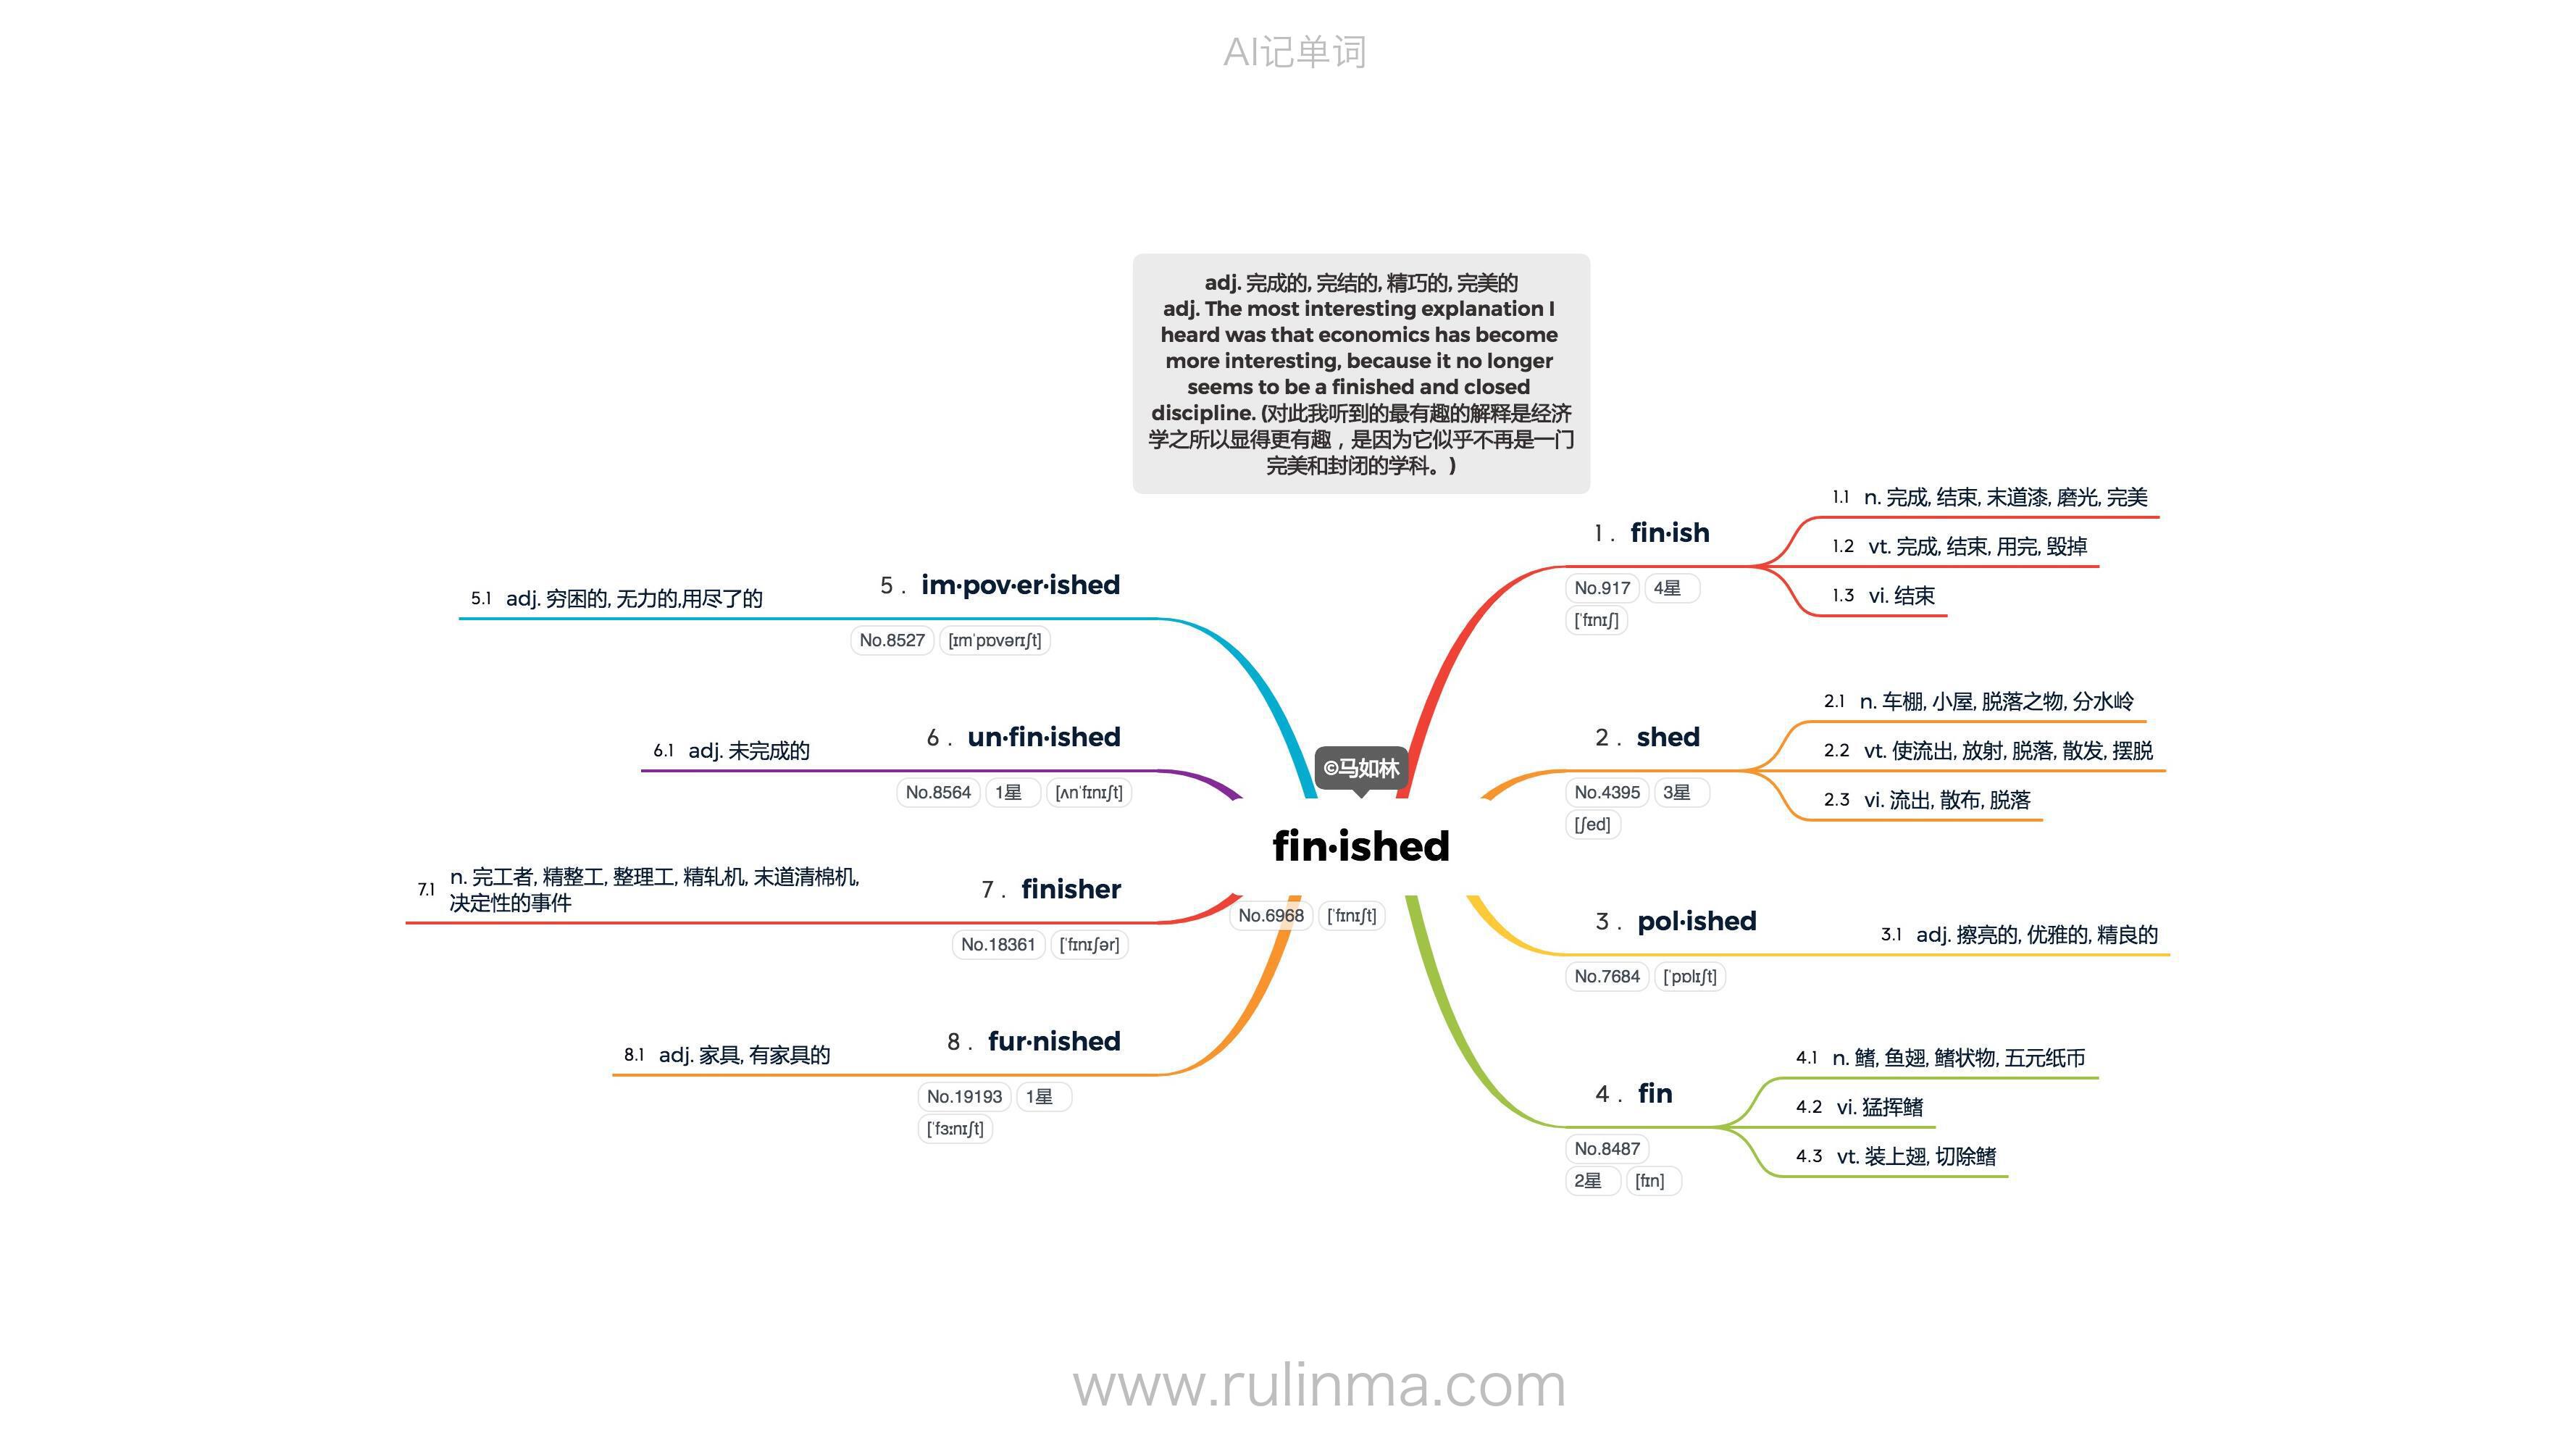 AI记单词
adj. 完成的, 完结的, 精巧的, 完美的
adj. The most interesting explanation I
heard was that economics has become
more interesting, because it no longer
seems to be a finished and closed
discipline. (对此我听到的最有趣的解释是经济
学之所以显得更有趣，是因为它似乎不再是一门
完美和封闭的学科。)
©马如林
fin·ished
No.6968 [ˈfɪnɪʃt]
1 . fin·ish
No.917 4星
[ˈfɪnɪʃ]
1.1 n. 完成, 结束, 末道漆, 磨光, 完美
1.2 vt. 完成, 结束, 用完, 毁掉
1.3 vi. 结束
2 . shed
No.4395 3星
[ʃed]
2.1 n. 车棚, 小屋, 脱落之物, 分水岭
2.2 vt. 使流出, 放射, 脱落, 散发, 摆脱
2.3 vi. 流出, 散布, 脱落
3 . pol·ished
No.7684 [ˈpɒlɪʃt]
3.1 adj. 擦亮的, 优雅的, 精良的
4 . fin
No.8487
2星 [fɪn]
4.1 n. 鳍, 鱼翅, 鳍状物, 五元纸币
4.2 vi. 猛挥鳍
4.3 vt. 装上翅, 切除鳍
5 . im·pov·er·ished
No.8527 [ɪmˈpɒvərɪʃt]
5.1 adj. 穷困的, 无力的,用尽了的
6 . un·fin·ished
No.8564 1星 [ʌnˈfɪnɪʃt]
6.1 adj. 未完成的
7 . finisher
No.18361 [ˈfɪnɪʃər]
7.1 n. 完工者, 精整工, 整理工, 精轧机, 末道清棉机,
决定性的事件
8 . fur·nished
No.19193 1星
[ˈfɜːnɪʃt]
8.1 adj. 家具, 有家具的
www.rulinma.com